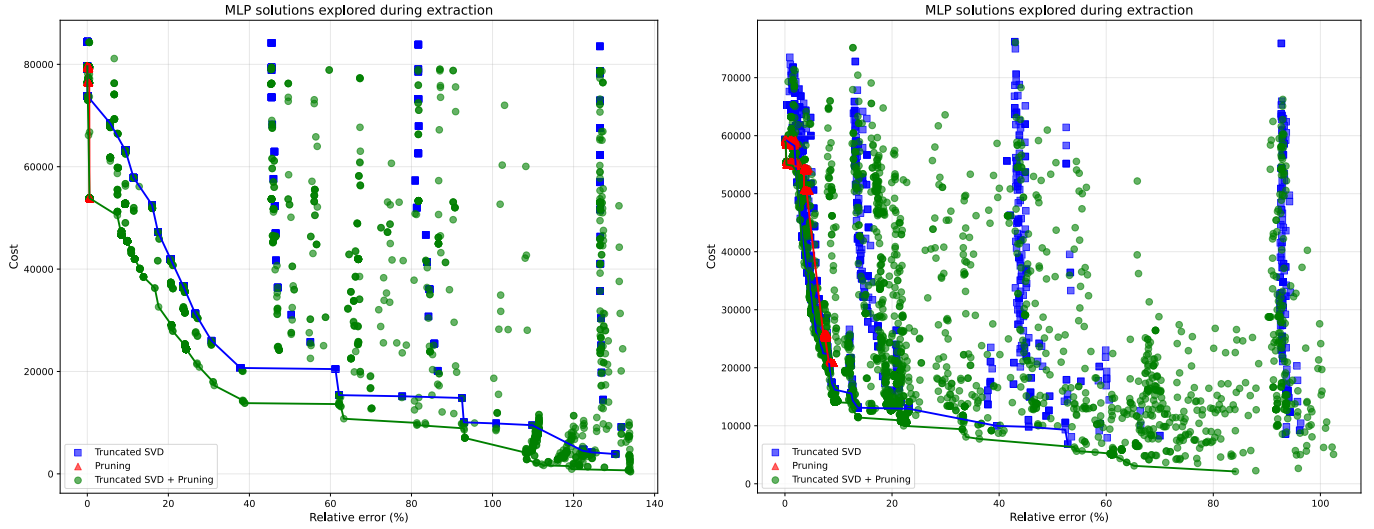 MLP solutions explored during extraction
Cost
80000
60000
40000
20000
0
Truncated SVD
Pruning
Truncated SVD + Pruning
0 20 40 60 80 100 120 140
Relative error (%)
MLP solutions explored during extraction
Cost
70000
60000
50000
40000
30000
20000
10000
0
Truncated SVD
Pruning
Truncated SVD + Pruning
0 20 40 60 80 100
Relative error (%)